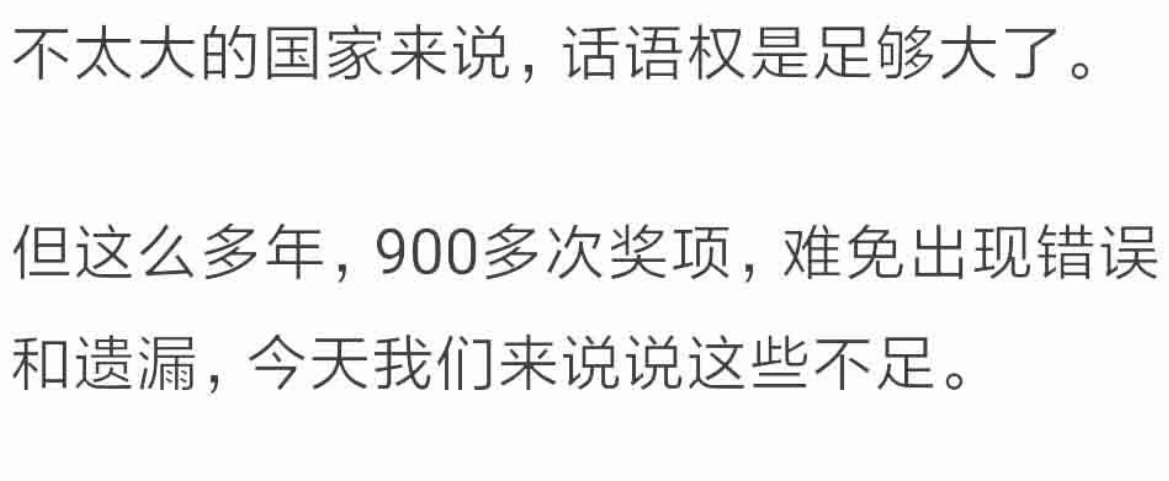 不太大的国家来说，话语权是足够大了。
但这么多年，900多次奖项，难免出现错误
和遗漏，今天我们来说说这些不足。